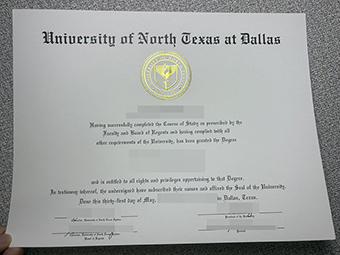 University of North Texas at Dallas
Having successfully completed the Course of Study as prescribed by the
Faculty and Board of Regents and having complied with all
other requirements of the University, has been granted the Degree
and is entitled to all rights and privileges appertaining to that Degree.
In testimony whereof, the undersigned have subscribed their names and affixed the Seal of the University.
Done this thirty-first day of May, in Dallas, Texas.